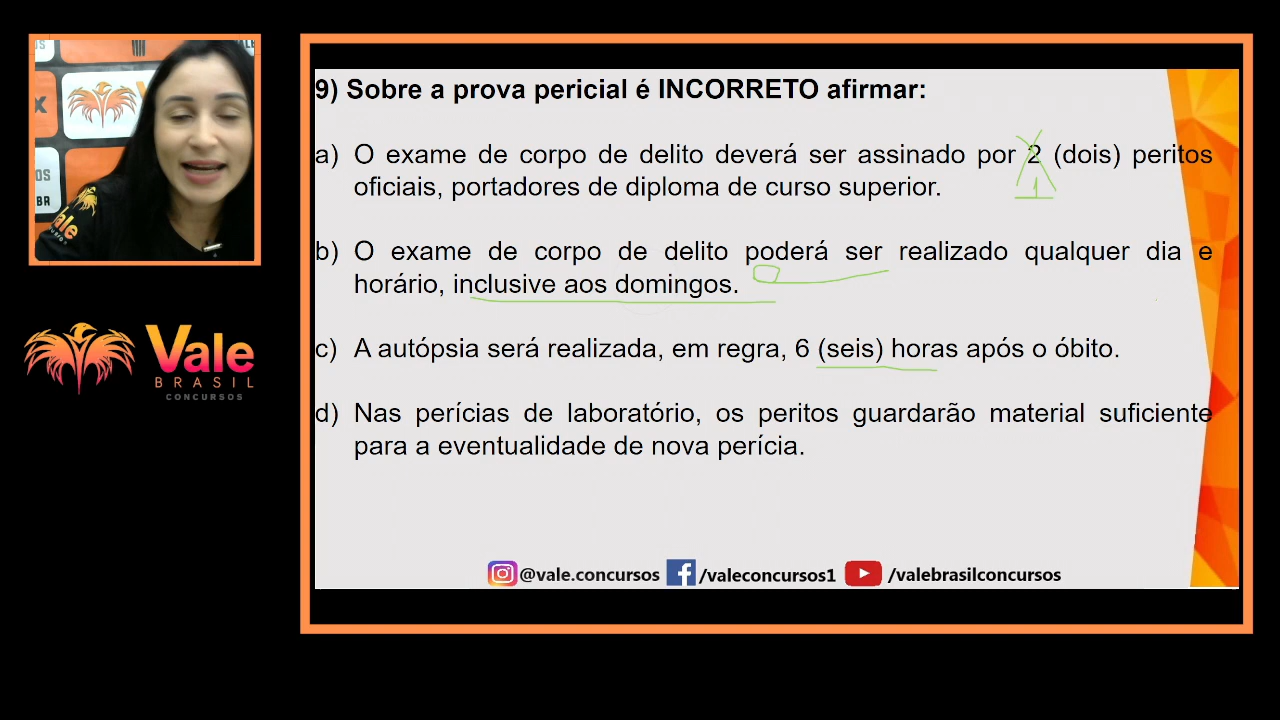 9) Sobre a prova pericial é INCORRETO afirmar:
a) O exame de corpo de delito deverá ser assinado por 2 (dois) peritos
1
oficiais, portadores de diploma de curso superior.
b) O exame de corpo de delito poderá ser realizado qualquer dia e
horário, inclusive aos domingos.
c) A autópsia será realizada, em regra, 6 (seis) horas após o óbito.
d) Nas perícias de laboratório, os peritos guardarão material suficiente
para a eventualidade de nova perícia.
@vale.concursos /valeconcursos1 /valebrasilconcursos
Vale
BRASIL
CONCURSOS
Vale